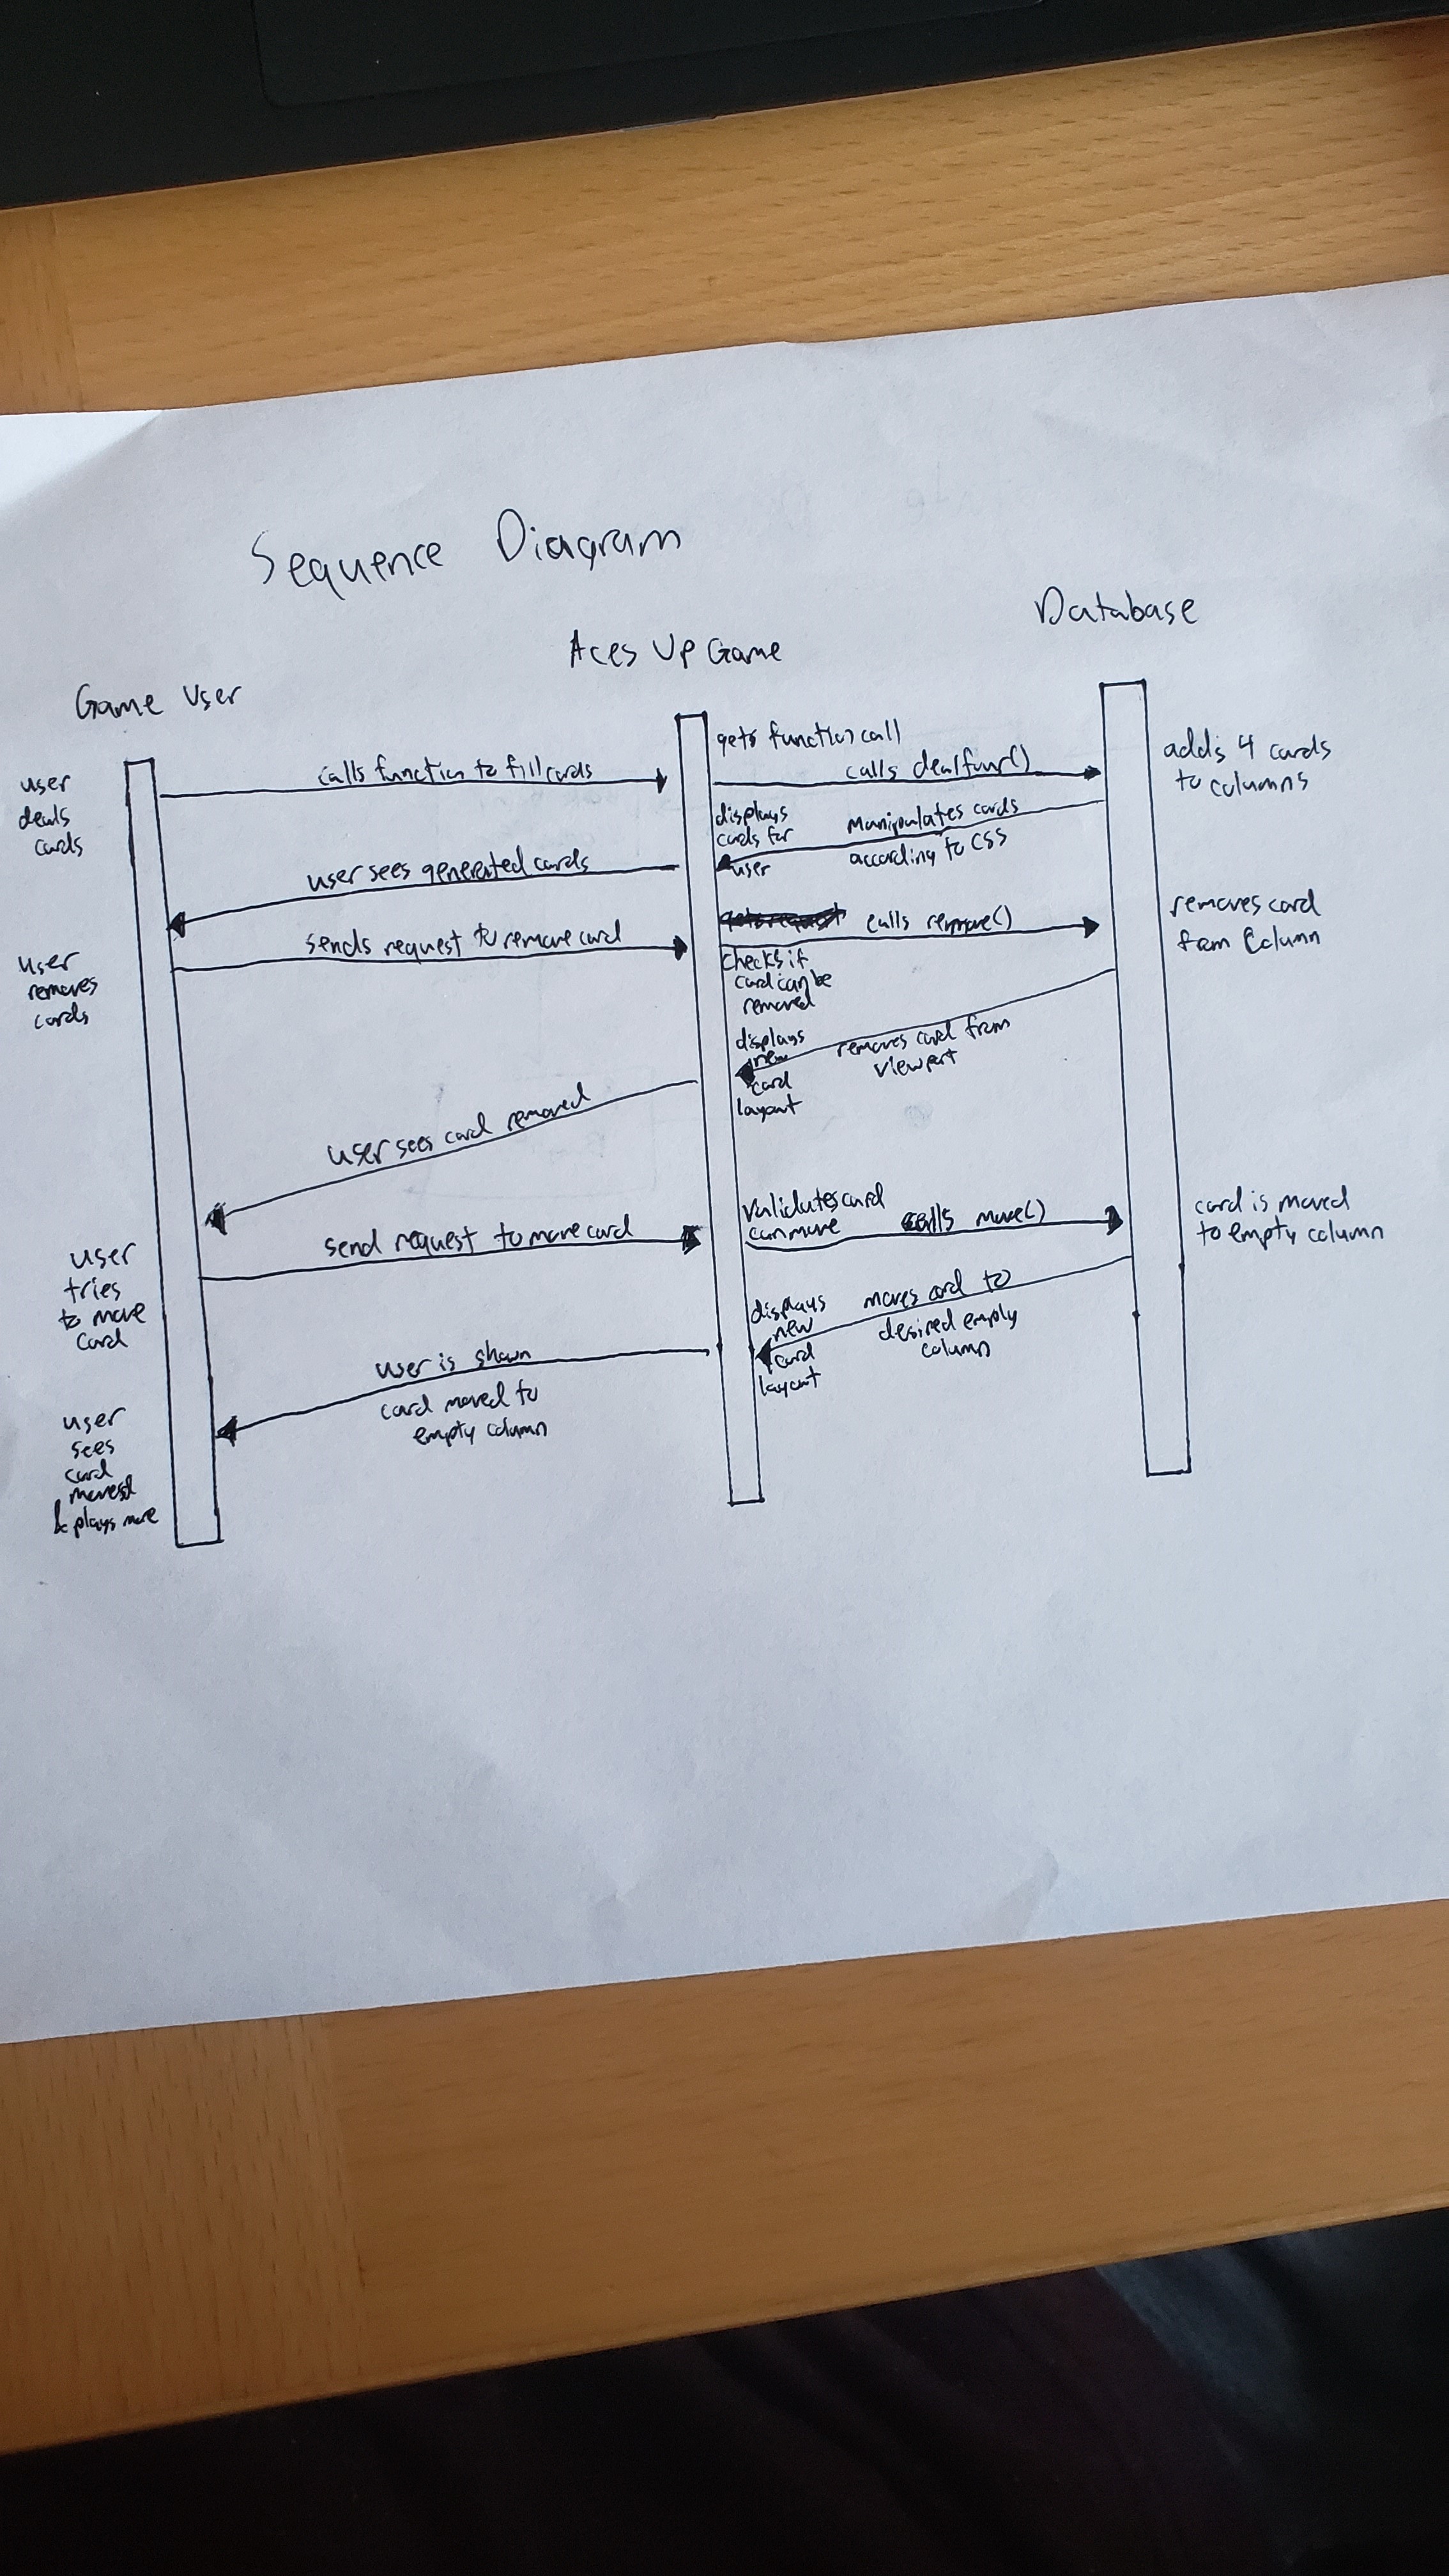 Sequence Diagram
Database
Aces Up Game
Game User
user
deals
cards
calls function to fill cards
gets function call
calls dealfour()
adds 4 cards
to columns
displays
cards for
user
manipulates cards
according to CSS
user sees generated cards
user
removes
cards
sends request to remove card
calls remove()
removes card
from column
checks if
card can be
removed
displays
new
card
layout
removes card from
viewport
user sees card removed
user
tries
to move
card
send request to move card
validates card
can move
calls move()
card is moved
to empty column
displays
new
card
layout
moves card to
desired empty
column
user is shown
card moved to
empty column
user
sees
card
moved
& plays more